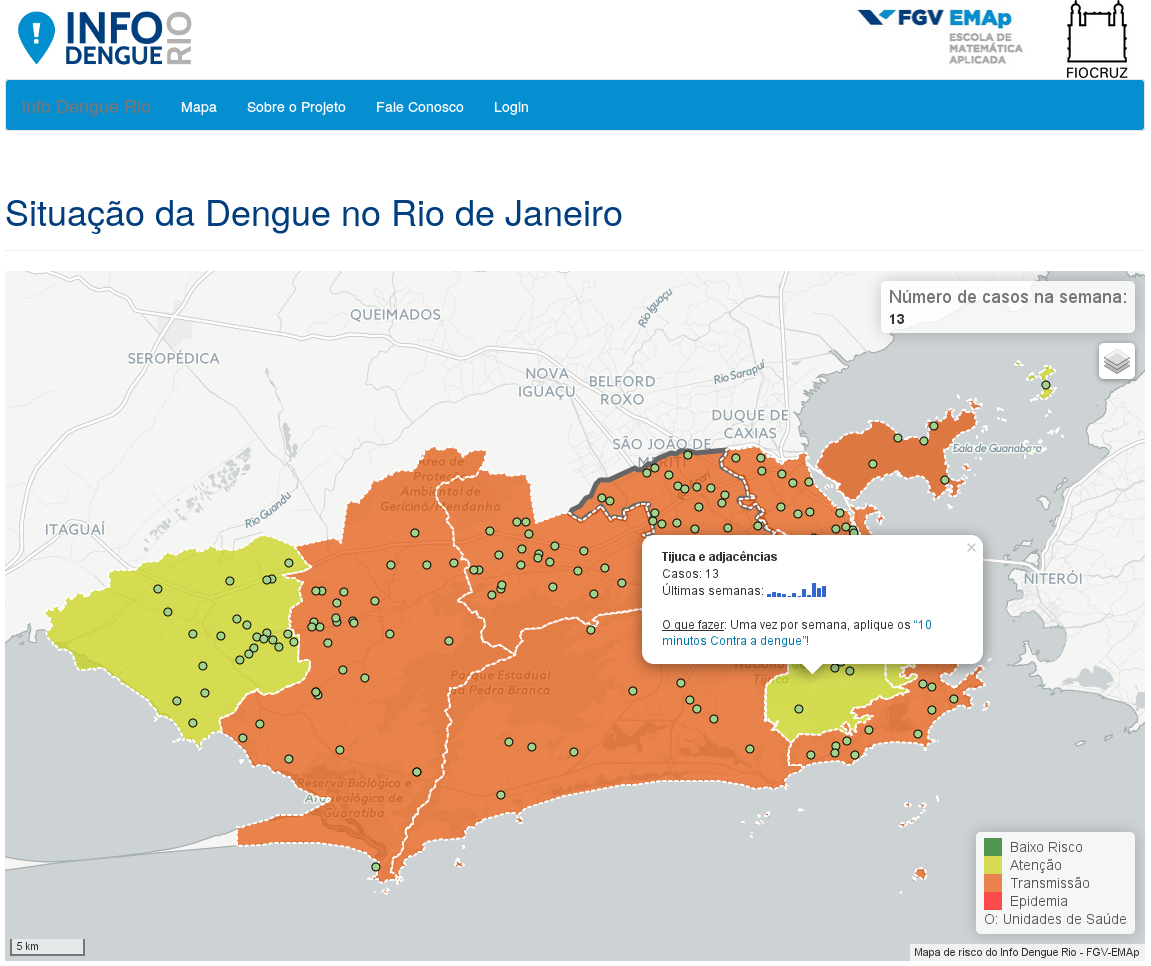 INFO
DENGUE
RIO
FGV EMAp
ESCOLA DE
MATEMÁTICA
APLICADA
FIOCRUZ
Info Dengue Rio
Mapa
Sobre o Projeto
Fale Conosco
Login
Situação da Dengue no Rio de Janeiro
Número de casos na semana:
13
QUEIMADOS
Rio Iguaçu
SEROPÉDICA
NOVA
IGUAÇU
BELFORD
ROXO
Rio Sarapuí
DUQUE DE
CAXIAS
SÃO JOÃO DE
MERITI
Baía de Guanabara
Área de
Proteç
Ambiental de
Gericinó/Mendanha
Rio Guandu
ITAGUAÍ
NITERÓI
Tijuca e adjacências
Casos: 13
Últimas semanas:
O que fazer: Uma vez por semana, aplique os “10
minutos Contra a dengue”!
×
Nacional
Tijuca
Parque Estadual
da Pedra Branca
Reserva Biológica e
Arqueológica de
Guaratiba
Baixo Risco
Atenção
Transmissão
Epidemia
O: Unidades de Saúde
5 km
Mapa de risco do Info Dengue Rio - FGV-EMAp